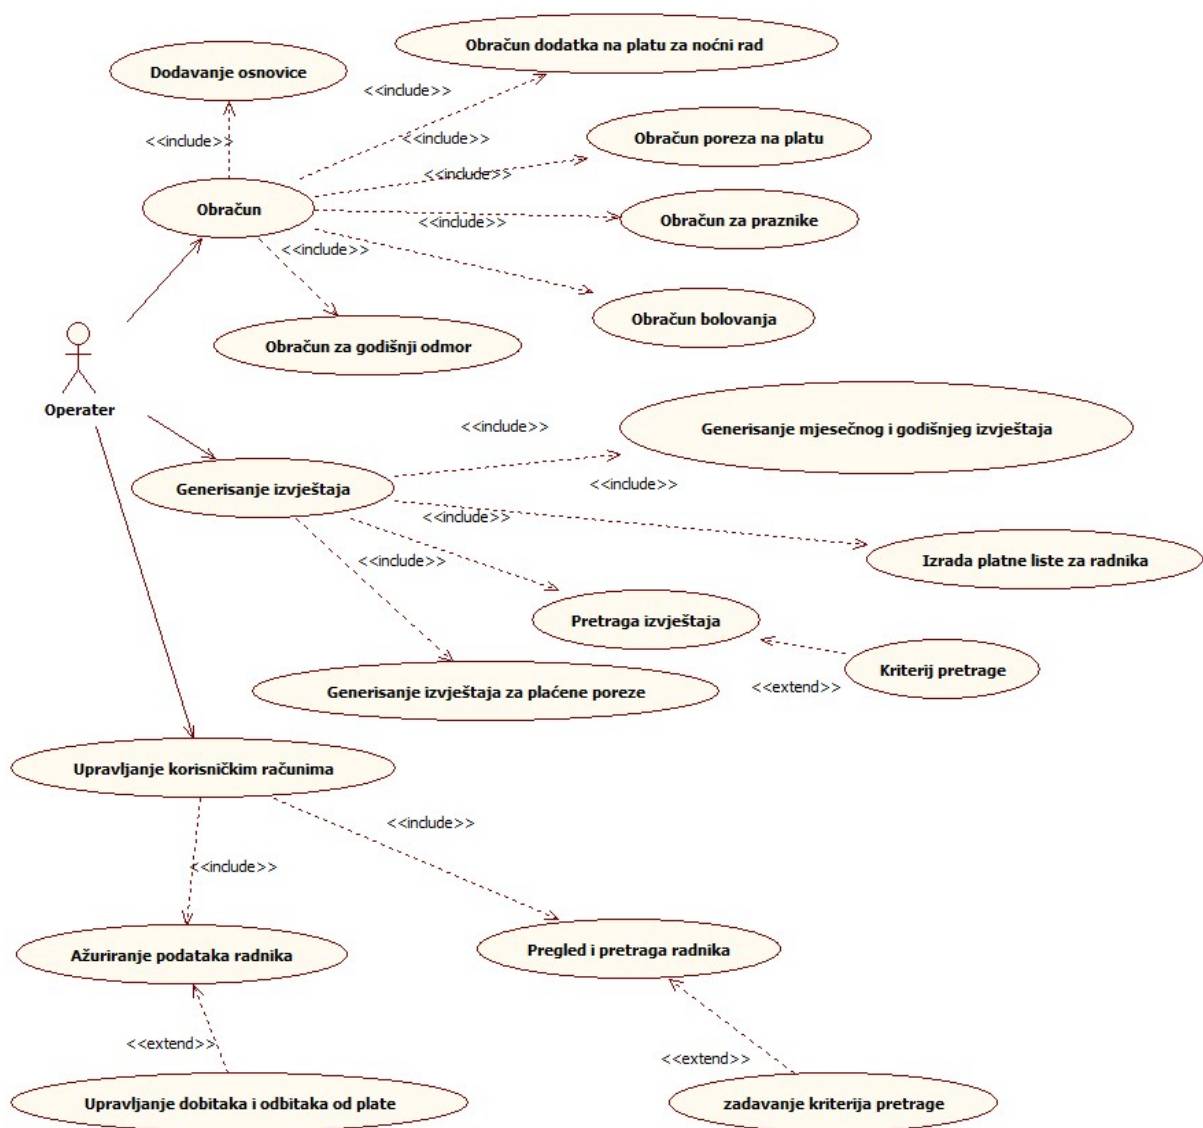 Obračun dodatka na platu za noćni rad
Dodavanje osnovice
<<include>>
<<include>>
<<include>>
Obračun poreza na platu
<<include>>
Obračun
<<include>>
Obračun za praznike
<<include>>
Obračun bolovanja
Obračun za godišnji odmor
Operater
<<include>>
Generisanje mjesečnog i godišnjeg izvještaja
Generisanje izvještaja
<<include>>
<<include>>
<<include>>
Izrada platne liste za radnika
Pretraga izvještaja
Kriterij pretrage
<<extend>>
Generisanje izvještaja za plaćene poreze
Upravljanje korisničkim računima
<<include>>
<<include>>
Ažuriranje podataka radnika
Pregled i pretraga radnika
<<extend>>
<<extend>>
Upravljanje dobitaka i odbitaka od plate
zadavanje kriterija pretrage